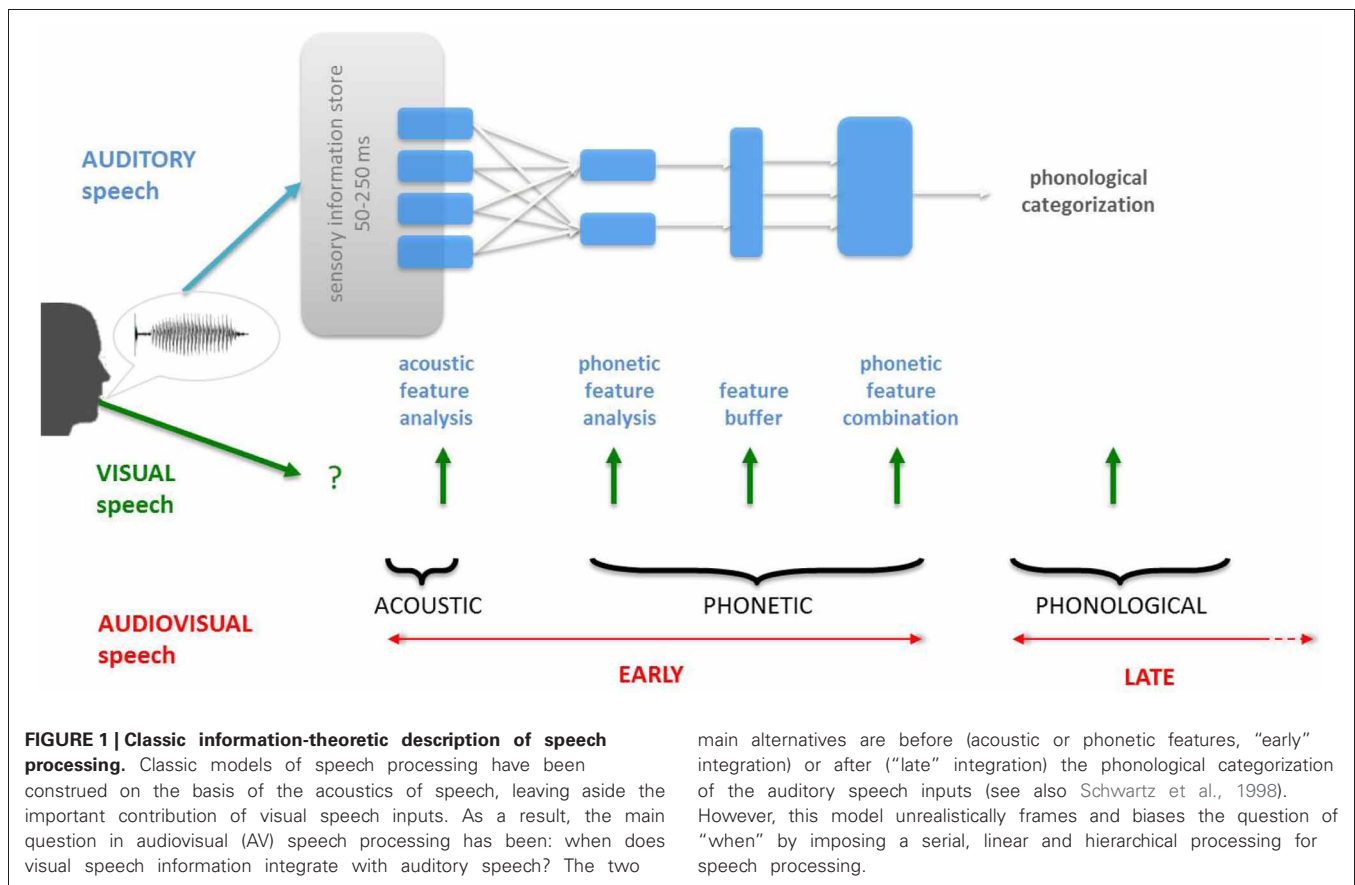 sensory information store
50-250 ms
AUDITORY
speech
phonological
categorization
acoustic
feature
analysis
phonetic
feature
analysis
feature
buffer
phonetic
feature
combination
VISUAL
speech
?
ACOUSTIC
PHONETIC
PHONOLOGICAL
AUDIOVISUAL
speech
EARLY
LATE
FIGURE 1 | Classic information-theoretic description of speech
processing. Classic models of speech processing have been
construed on the basis of the acoustics of speech, leaving aside the
important contribution of visual speech inputs. As a result, the main
question in audiovisual (AV) speech processing has been: when does
visual speech information integrate with auditory speech? The two
main alternatives are before (acoustic or phonetic features, “early”
integration) or after (“late” integration) the phonological categorization
of the auditory speech inputs (see also Schwartz et al., 1998).
However, this model unrealistically frames and biases the question of
“when” by imposing a serial, linear and hierarchical processing for
speech processing.